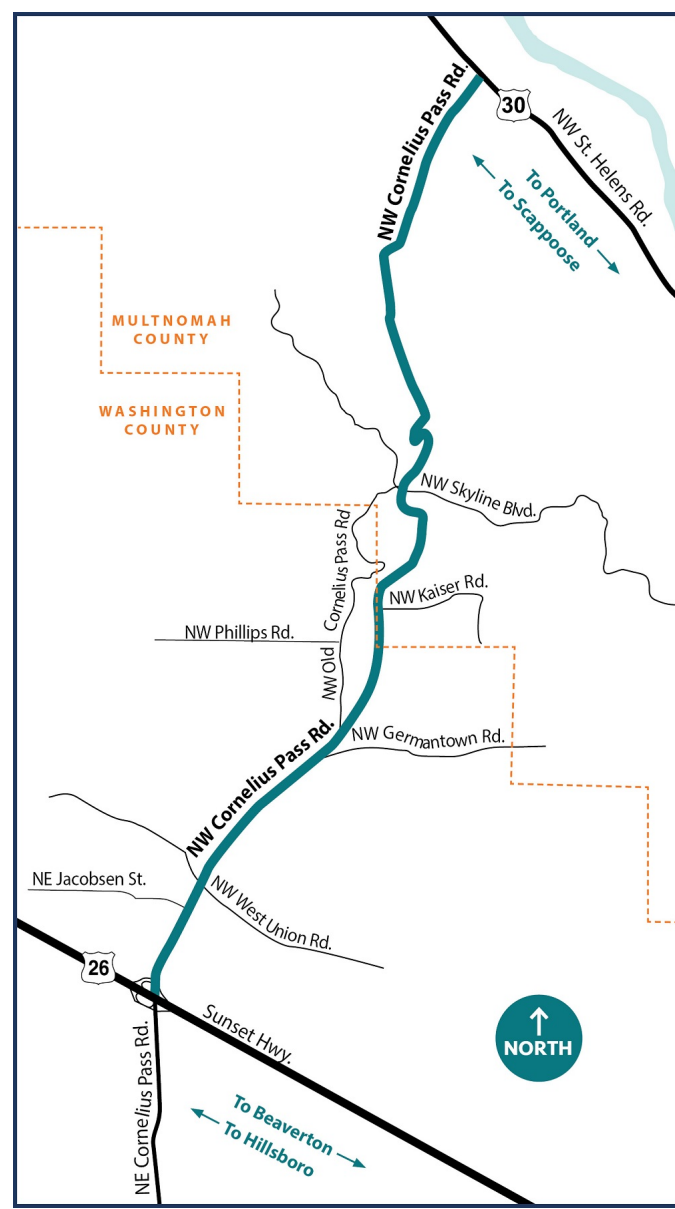 NW Cornelius Pass Rd.
30
NW St. Helens Rd.
To Portland
To Scappoose
MULTNOMAH
COUNTY
WASHINGTON
COUNTY
NW Skyline Blvd.
NW Old Cornelius Pass Rd
NW Kaiser Rd.
NW Phillips Rd.
NW Germantown Rd.
NW Cornelius Pass Rd.
NE Jacobsen St.
NW West Union Rd.
26
Sunset Hwy.
NORTH
NE Cornelius Pass Rd.
To Beaverton
To Hillsboro